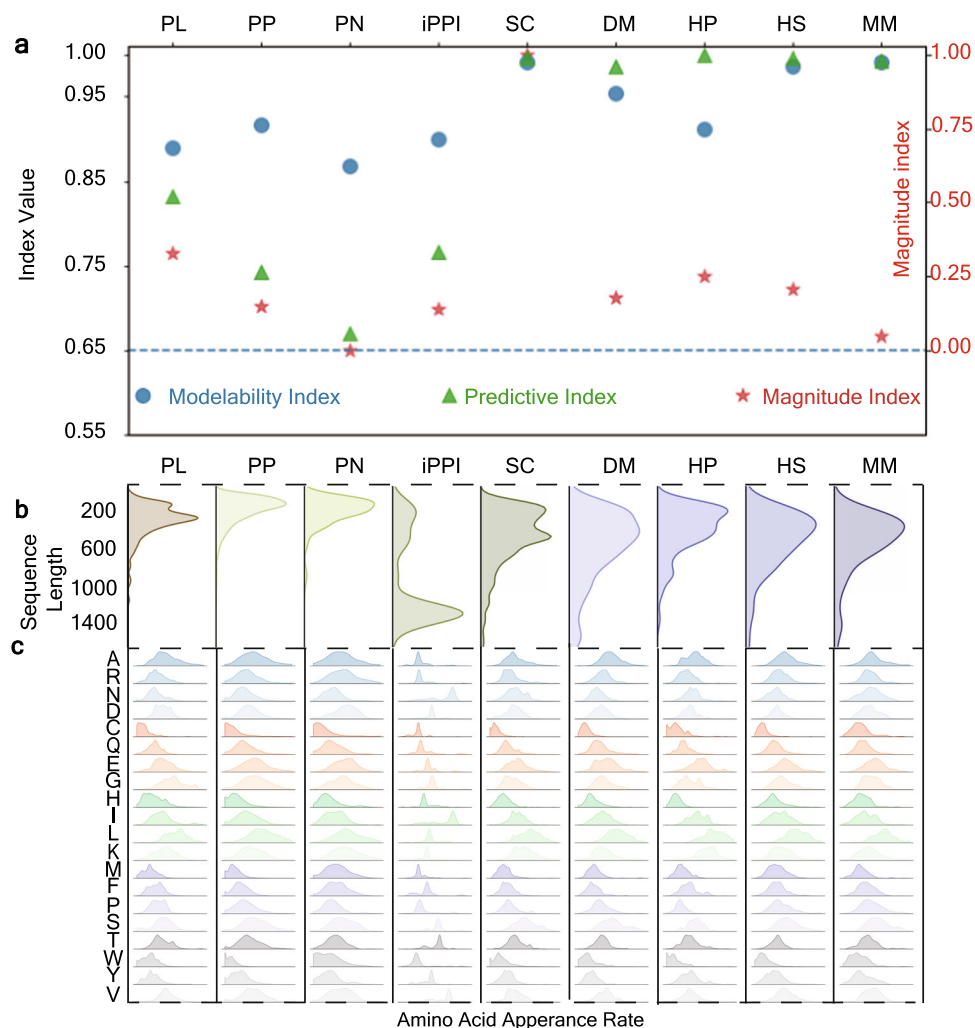 PL PP PN iPPI SC DM HP HS MM
a
1.00
0.95
0.85
0.75
0.65
0.55
Index Value
1.00
0.75
0.50
0.25
0.00
Magnitude index
Modelability Index Predictive Index Magnitude Index
PL PP PN iPPI SC DM HP HS MM
b
200
600
1000
1400
Sequence
Length
c
A
R
N
D
C
Q
E
G
H
I
L
K
M
F
P
S
T
W
Y
V
Amino Acid Apperance Rate